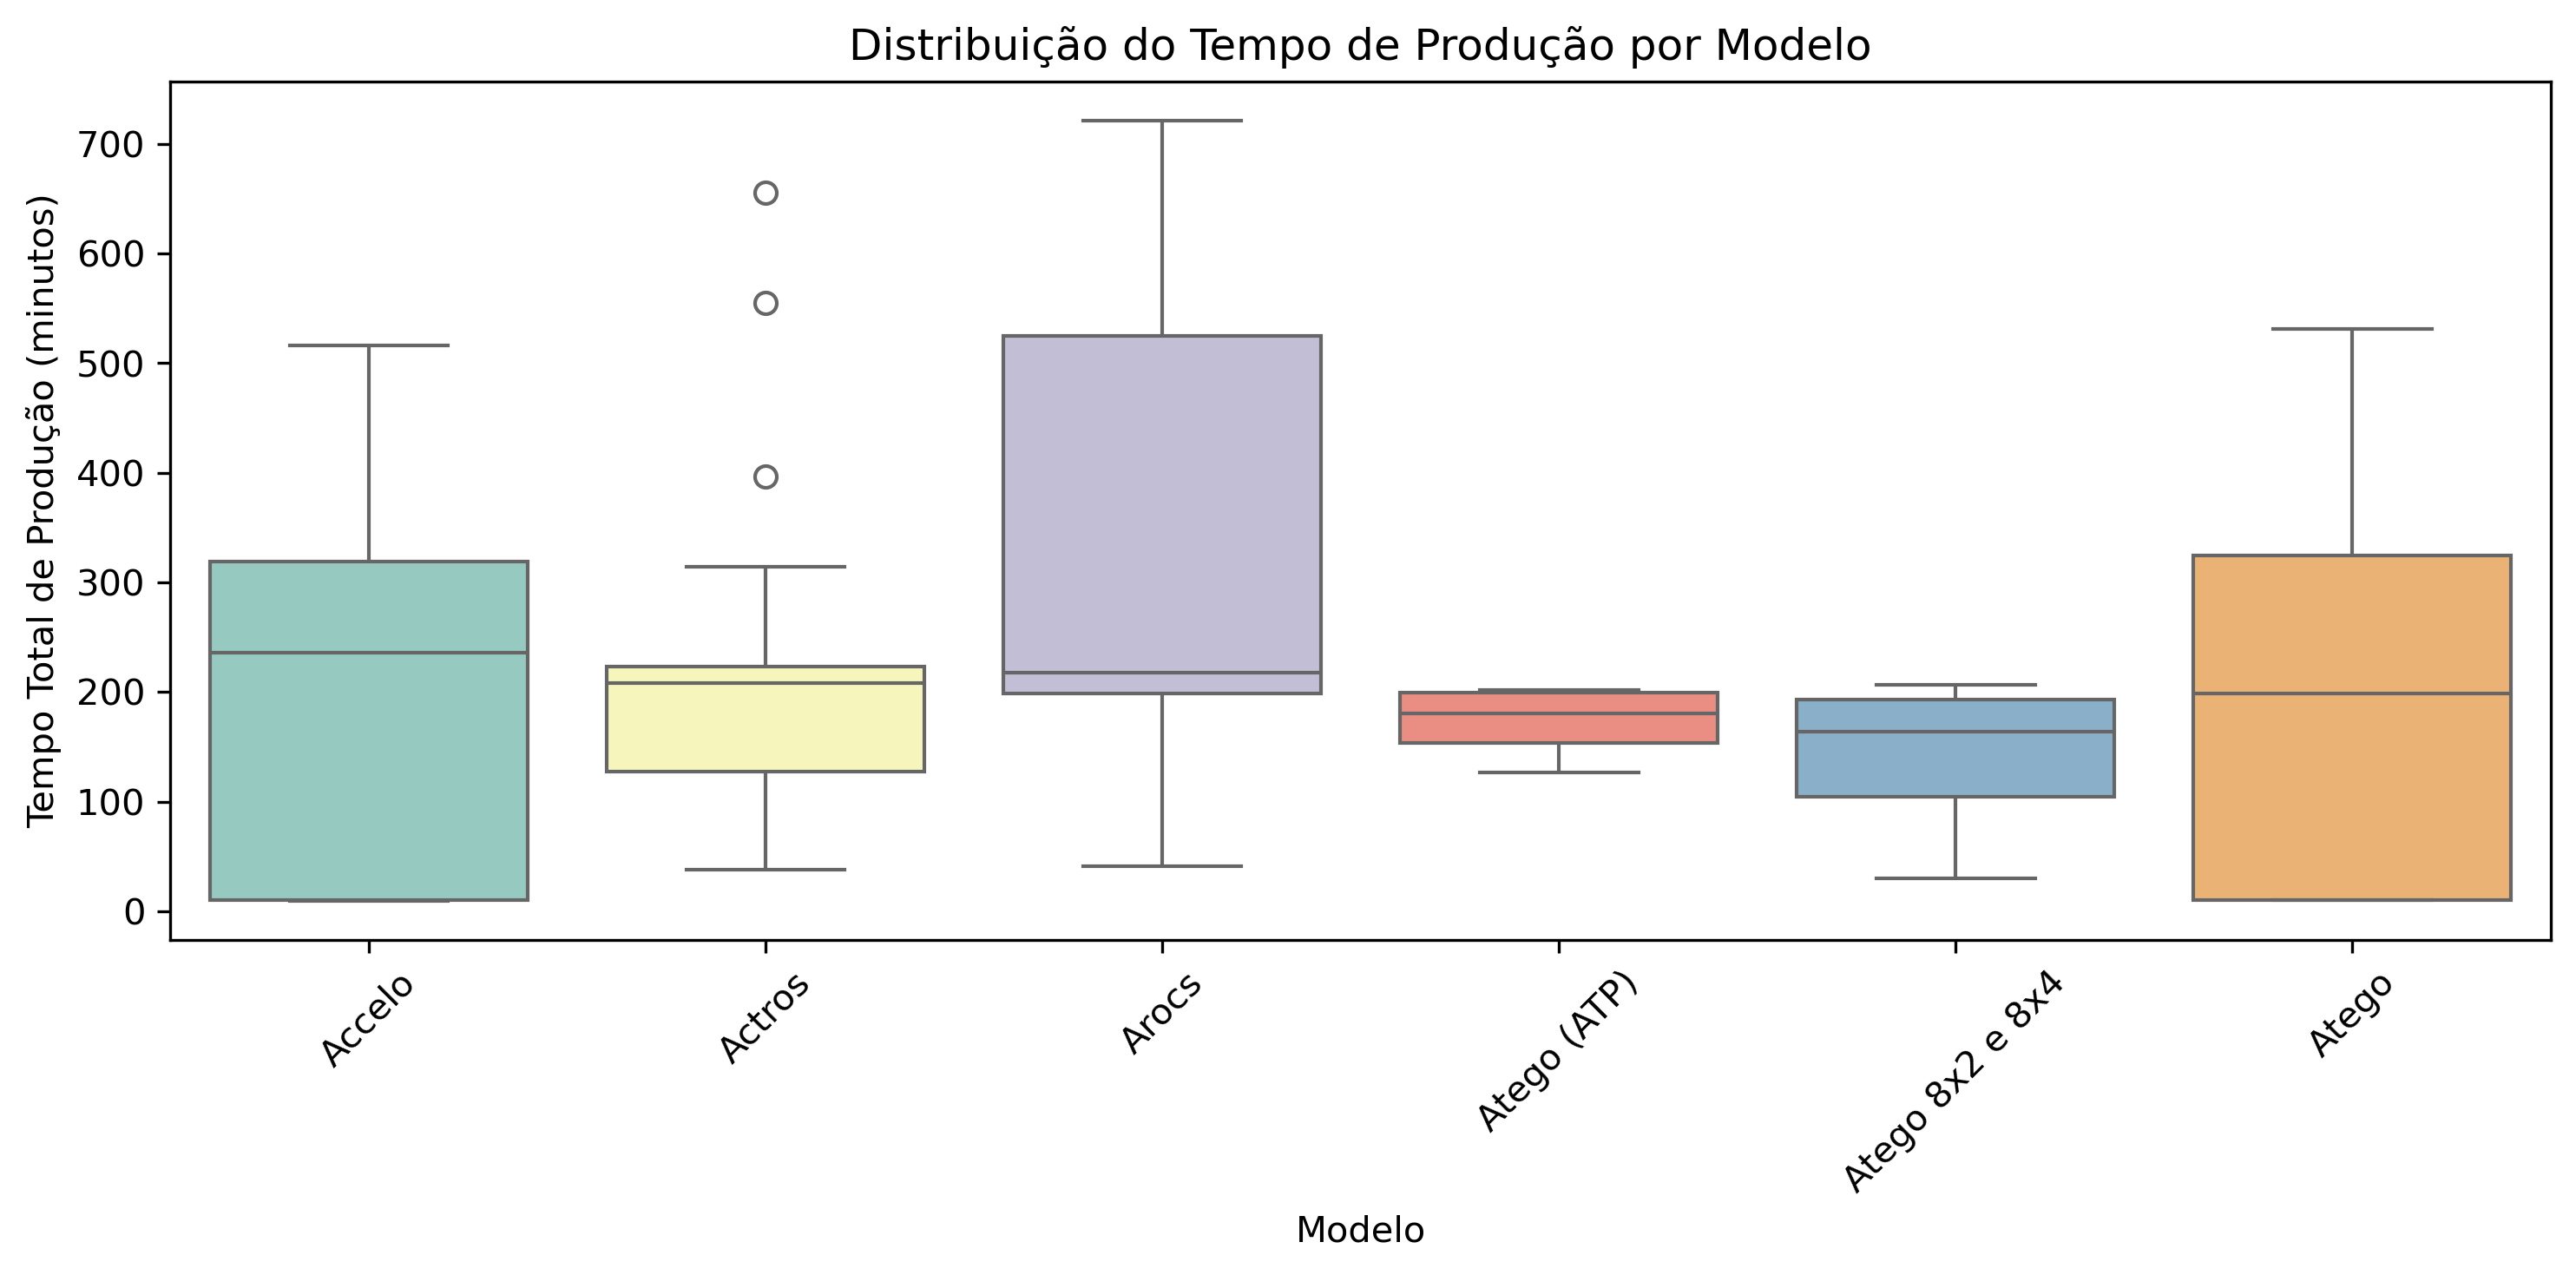 Distribuição do Tempo de Produção por Modelo
Tempo Total de Produção (minutos)
700
600
500
400
300
200
100
0
Accelo
Actros
Arocs
Atego (ATP)
Atego 8x2 e 8x4
Atego
Modelo